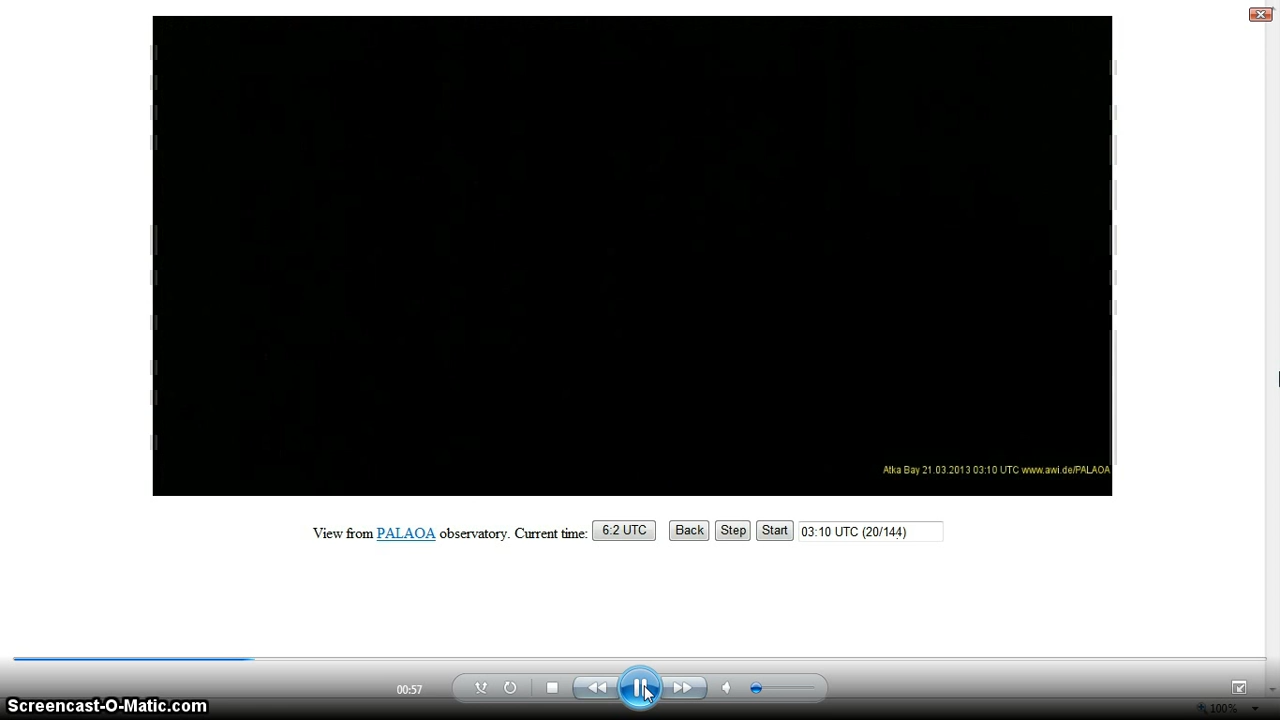 Atka Bay 21.03.2013 03:10 UTC www.awi.de/PALAOA
View from PALAOA observatory. Current time: 6:2 UTC Back Step Start 03:10 UTC (20/144)
00:57
Screencast-O-Matic.com
100%